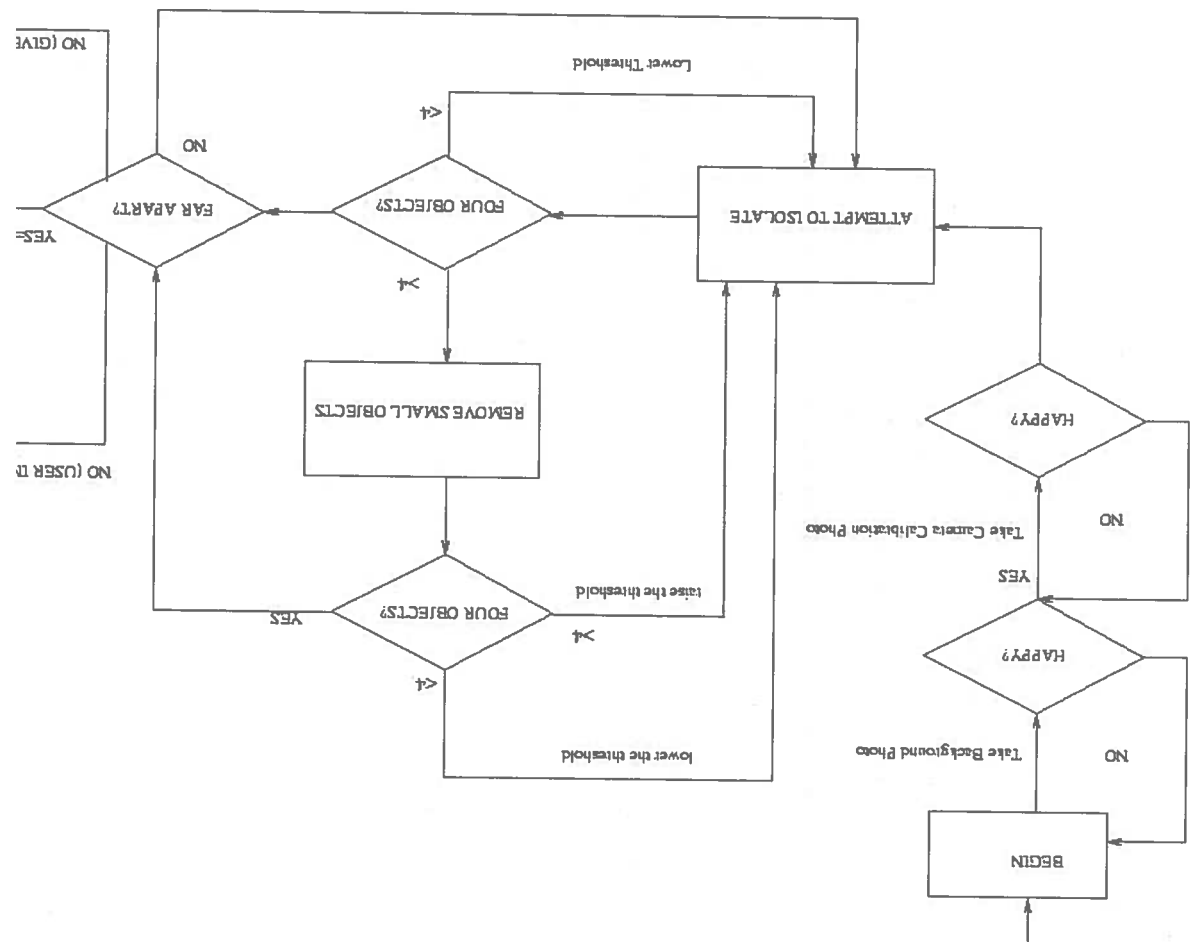 BEGIN
NO
Take Background Photo
HAPPY?
YES
NO
Take Camera Calibration Photo
HAPPY?
ATTEMPT TO ISOLATE
lower the threshold
<4
FOUR OBJECTS?
>4
raise the threshold
YES
REMOVE SMALL OBJECTS
>4
FOUR OBJECTS?
<4
Lower Threshold
NO (USER IN
YES=
FAR APART?
NO
NO (GIVE